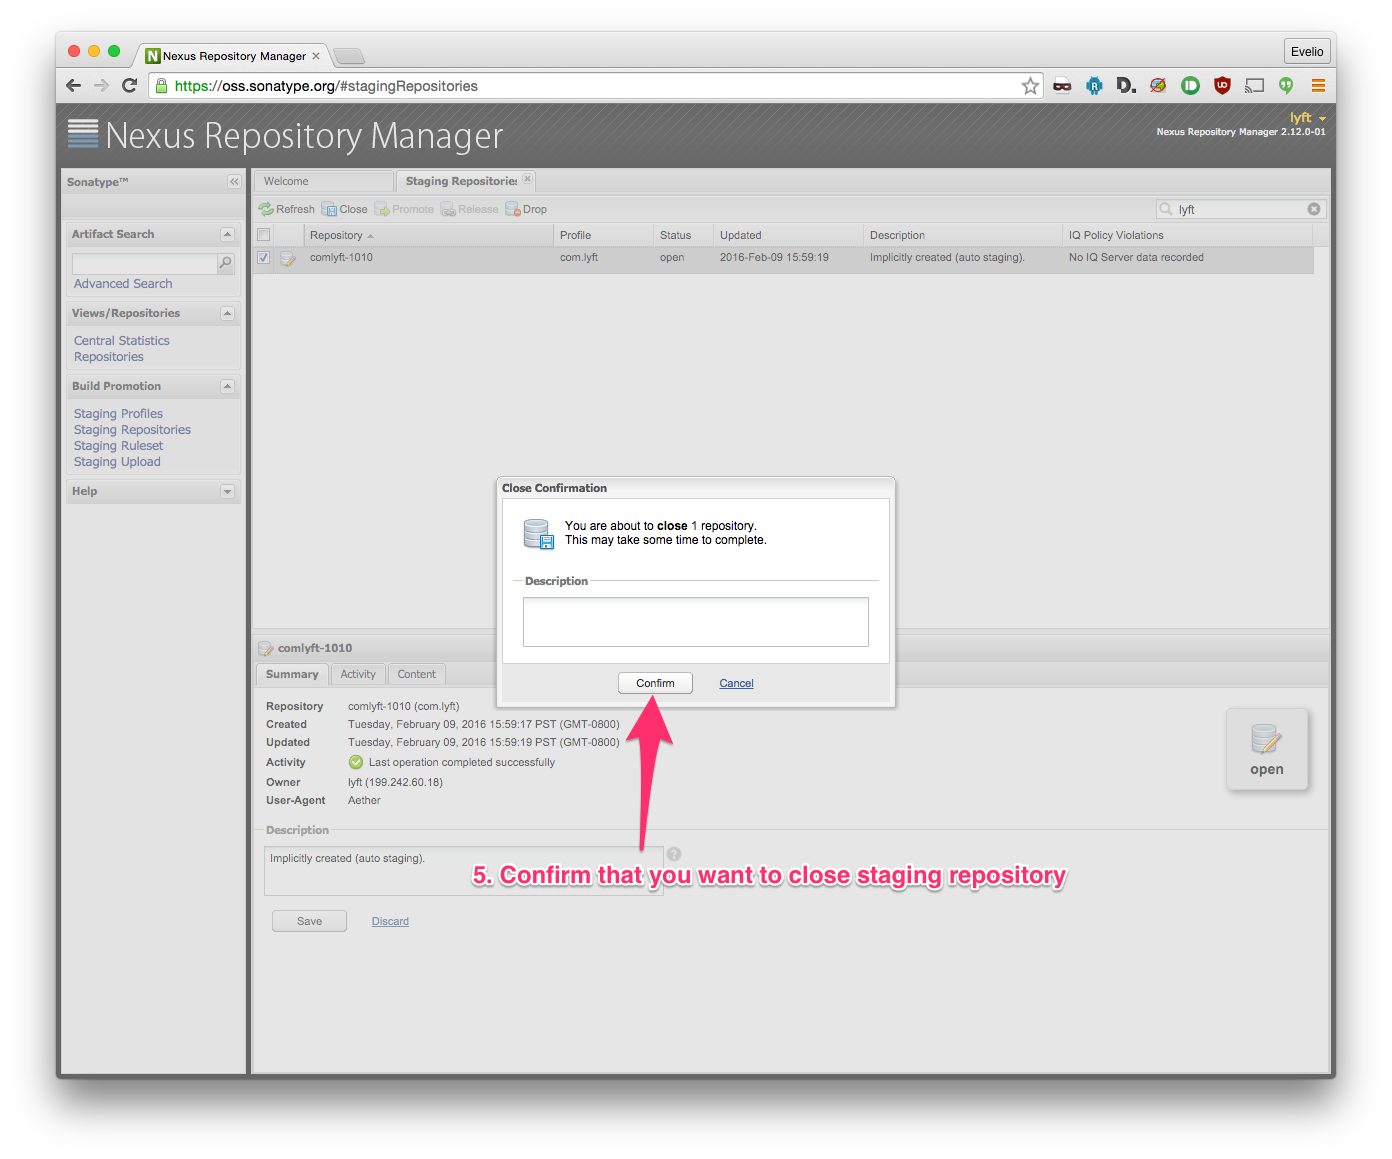 Nexus Repository Manager ×
Evelio
https://oss.sonatype.org/#stagingRepositories
Nexus Repository Manager
lyft
Nexus Repository Manager 2.12.0-01
Sonatype™
Artifact Search
Advanced Search
Views/Repositories
Central Statistics
Repositories
Build Promotion
Staging Profiles
Staging Repositories
Staging Ruleset
Staging Upload
Help
Welcome
Staging Repositories
Refresh Close Promote Release Drop
lyft
Repository Profile Status Updated Description IQ Policy Violations
comlyft-1010 com.lyft open 2016-Feb-09 15:59:19 Implicitly created (auto staging). No IQ Server data recorded
Close Confirmation
You are about to close 1 repository.
This may take some time to complete.
Description
Confirm Cancel
comlyft-1010
Summary Activity Content
Repository comlyft-1010 (com.lyft)
Created Tuesday, February 09, 2016 15:59:17 PST (GMT-0800)
Updated Tuesday, February 09, 2016 15:59:19 PST (GMT-0800)
Activity Last operation completed successfully
Owner lyft (199.242.60.18)
User-Agent Aether
open
Description
Implicitly created (auto staging).
?
5. Confirm that you want to close staging repository
Save Discard